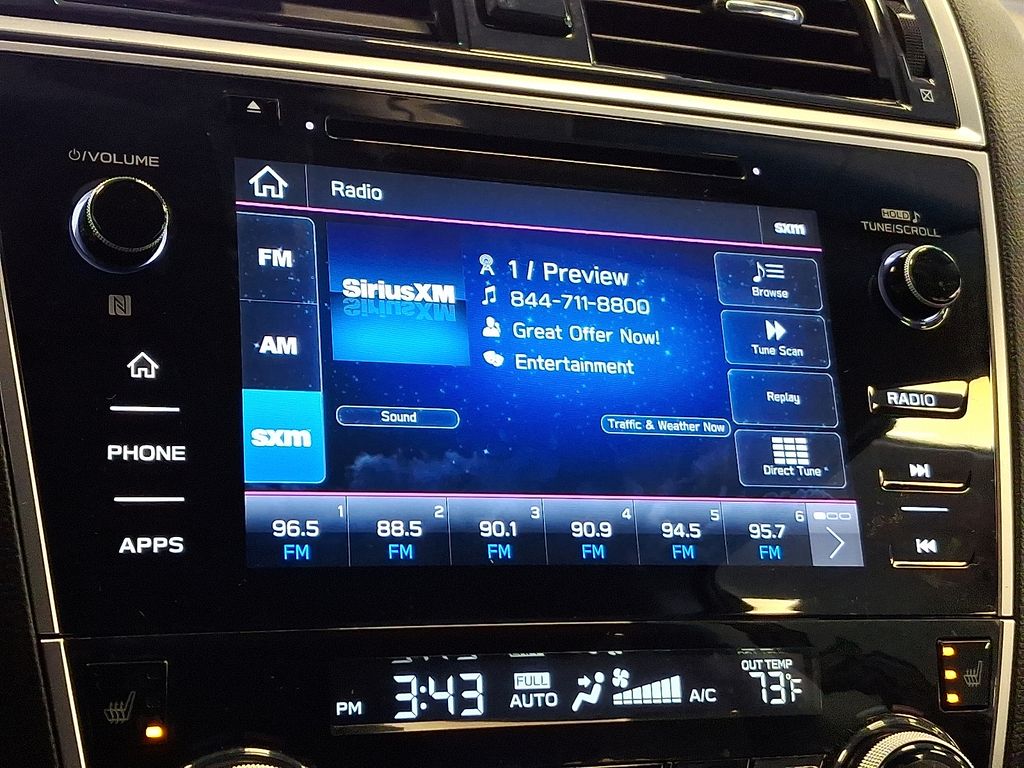 /VOLUME
Radio
sxm
HOLD
TUNE/SCROLL
FM
AM
sxm
SiriusXM
1 / Preview
844-711-8800
Great Offer Now!
Entertainment
Browse
Tune Scan
Replay
Direct Tune
Sound
Traffic & Weather Now
PHONE
APPS
RADIO
1
96.5
FM
2
88.5
FM
3
90.1
FM
4
90.9
FM
5
94.5
FM
6
95.7
FM
PM 3:43
FULL
AUTO
A/C
OUT TEMP
73°F